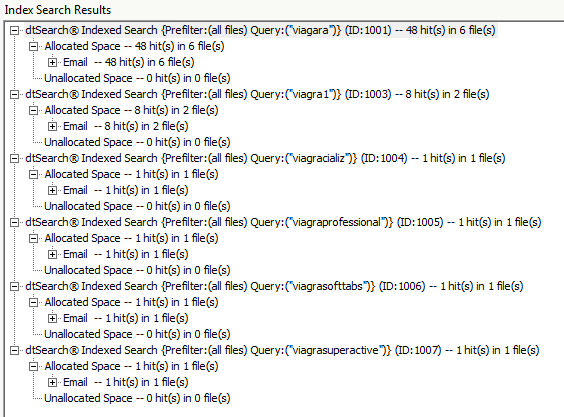 Index Search Results
dtSearch® Indexed Search {Prefilter:(all files) Query:("viagara")} (ID:1001) -- 48 hit(s) in 6 file(s)
Allocated Space -- 48 hit(s) in 6 file(s)
Email -- 48 hit(s) in 6 file(s)
Unallocated Space -- 0 hit(s) in 0 file(s)
dtSearch® Indexed Search {Prefilter:(all files) Query:("viagra1")} (ID:1003) -- 8 hit(s) in 2 file(s)
Allocated Space -- 8 hit(s) in 2 file(s)
Email -- 8 hit(s) in 2 file(s)
Unallocated Space -- 0 hit(s) in 0 file(s)
dtSearch® Indexed Search {Prefilter:(all files) Query:("viagracializ")} (ID:1004) -- 1 hit(s) in 1 file(s)
Allocated Space -- 1 hit(s) in 1 file(s)
Email -- 1 hit(s) in 1 file(s)
Unallocated Space -- 0 hit(s) in 0 file(s)
dtSearch® Indexed Search {Prefilter:(all files) Query:("viagraprofessional")} (ID:1005) -- 1 hit(s) in 1 file(s)
Allocated Space -- 1 hit(s) in 1 file(s)
Email -- 1 hit(s) in 1 file(s)
Unallocated Space -- 0 hit(s) in 0 file(s)
dtSearch® Indexed Search {Prefilter:(all files) Query:("viagrasofttabs")} (ID:1006) -- 1 hit(s) in 1 file(s)
Allocated Space -- 1 hit(s) in 1 file(s)
Email -- 1 hit(s) in 1 file(s)
Unallocated Space -- 0 hit(s) in 0 file(s)
dtSearch® Indexed Search {Prefilter:(all files) Query:("viagrasuperactive")} (ID:1007) -- 1 hit(s) in 1 file(s)
Allocated Space -- 1 hit(s) in 1 file(s)
Email -- 1 hit(s) in 1 file(s)
Unallocated Space -- 0 hit(s) in 0 file(s)